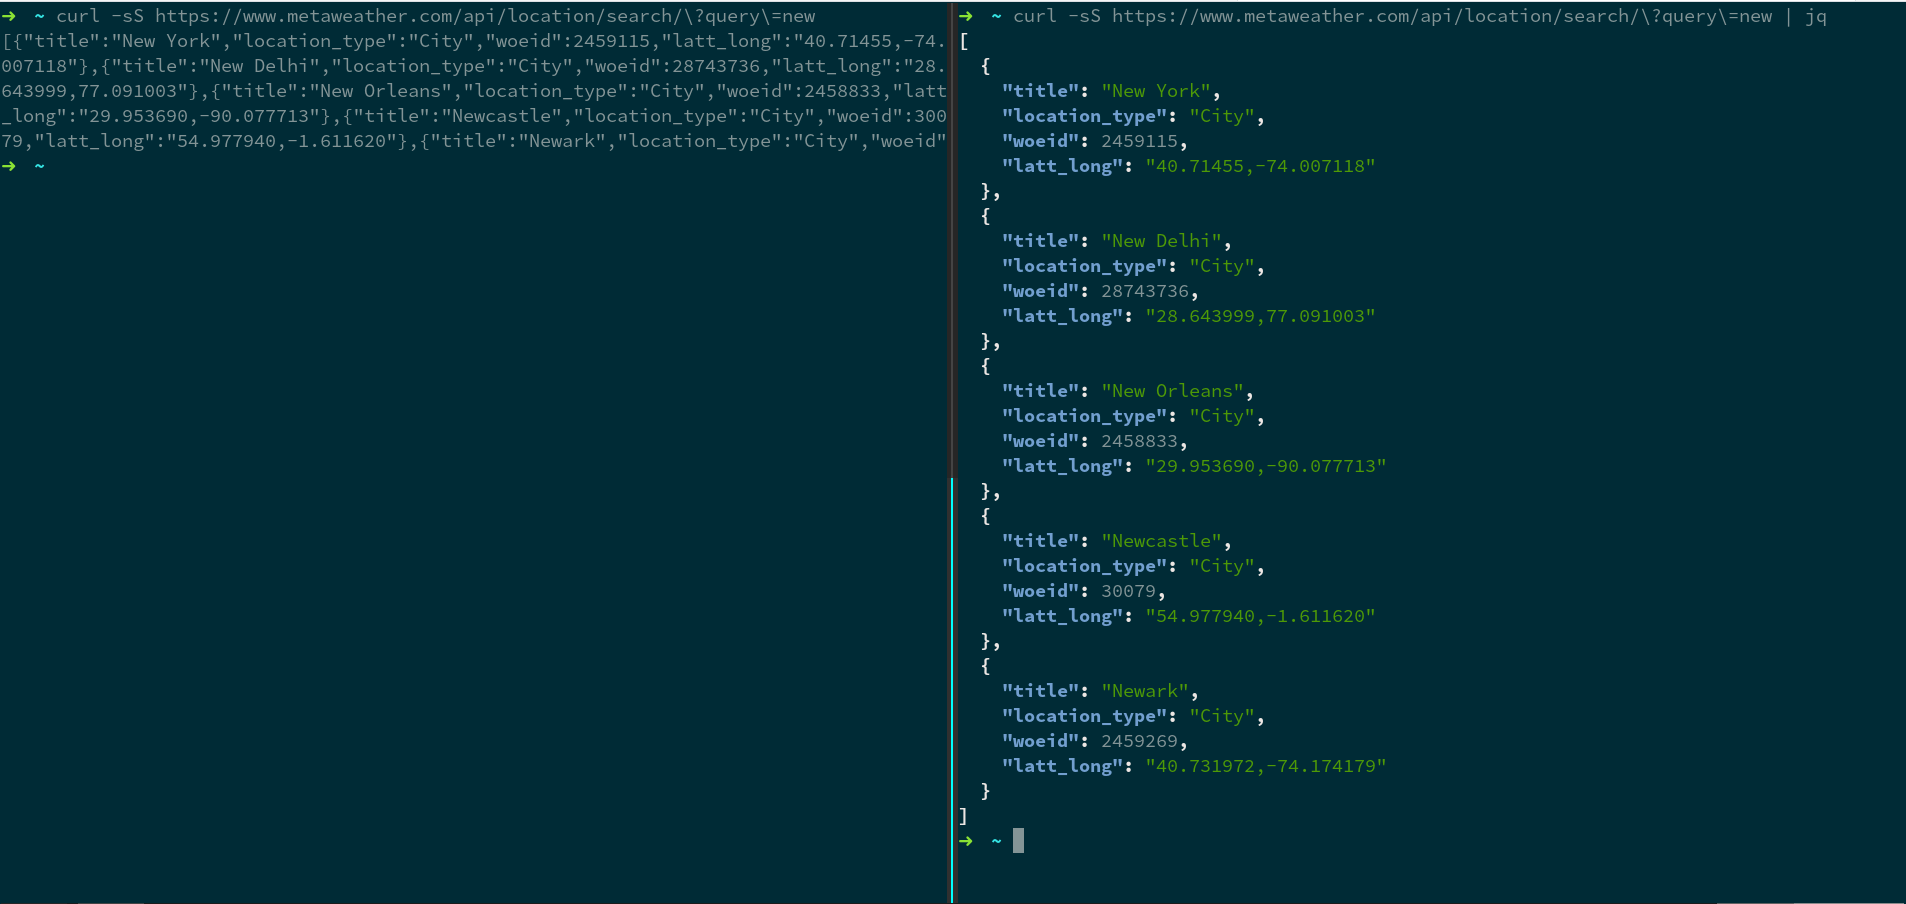 ➜ ~ curl -sS https://www.metaweather.com/api/location/search/\?query\=new
[{"title":"New York","location_type":"City","woeid":2459115,"latt_long":"40.71455,-74.
007118"},{"title":"New Delhi","location_type":"City","woeid":28743736,"latt_long":"28.
643999,77.091003"},{"title":"New Orleans","location_type":"City","woeid":2458833,"latt
_long":"29.953690,-90.077713"},{"title":"Newcastle","location_type":"City","woeid":300
79,"latt_long":"54.977940,-1.611620"},{"title":"Newark","location_type":"City","woeid"
➜ ~
➜ ~ curl -sS https://www.metaweather.com/api/location/search/\?query\=new | jq
[
  {
    "title": "New York",
    "location_type": "City",
    "woeid": 2459115,
    "latt_long": "40.71455,-74.007118"
  },
  {
    "title": "New Delhi",
    "location_type": "City",
    "woeid": 28743736,
    "latt_long": "28.643999,77.091003"
  },
  {
    "title": "New Orleans",
    "location_type": "City",
    "woeid": 2458833,
    "latt_long": "29.953690,-90.077713"
  },
  {
    "title": "Newcastle",
    "location_type": "City",
    "woeid": 30079,
    "latt_long": "54.977940,-1.611620"
  },
  {
    "title": "Newark",
    "location_type": "City",
    "woeid": 2459269,
    "latt_long": "40.731972,-74.174179"
  }
]
➜ ~